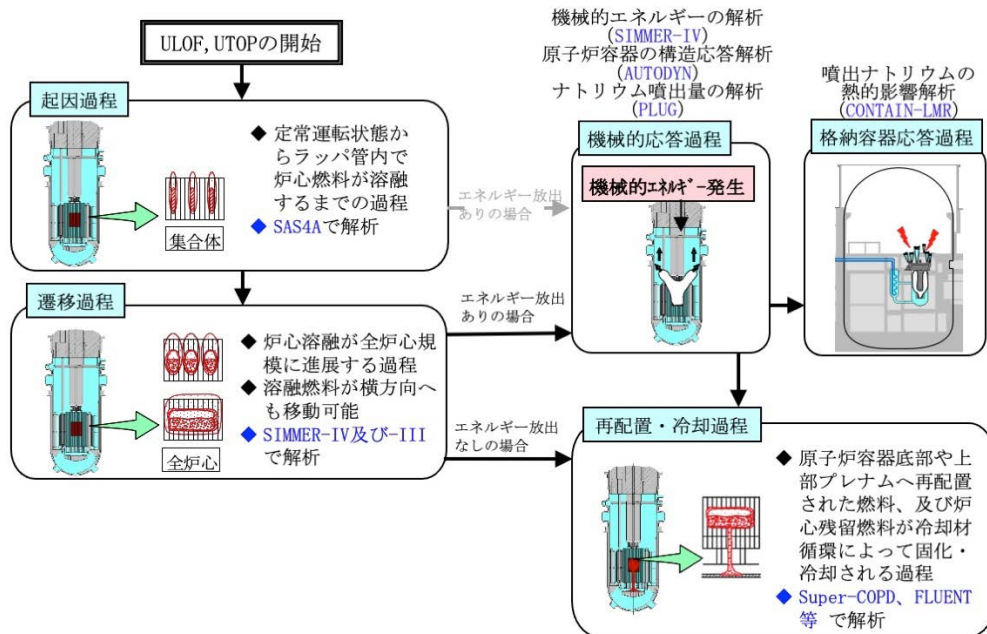 ULOF,UTOPの開始
起因過程
◆ 定常運転状態か
らラッパ管内で
炉心燃料が溶融
するまでの過程
◆ SAS4Aで解析
集合体
エネルギー放出
ありの場合
機械的エネルギーの解析
(SIMMER-IV)
原子炉容器の構造応答解析
(AUTODYN)
ナトリウム噴出量の解析
(PLUG)
機械的応答過程
機械的ｴﾈﾙｷﾞｰ発生
噴出ナトリウムの
熱的影響解析
(CONTAIN-LMR)
格納容器応答過程
遷移過程
◆ 炉心溶融が全炉心規
模に進展する過程
◆ 溶融燃料が横方向へ
も移動可能
◆ SIMMER-IV及び-III
で解析
全炉心
エネルギー放出
ありの場合
エネルギー放出
なしの場合
再配置・冷却過程
◆ 原子炉容器底部や上
部プレナムへ再配置
された燃料、及び炉
心残留燃料が冷却材
循環によって固化・
冷却される過程
◆ Super-COPD、FLUENT
等 で解析